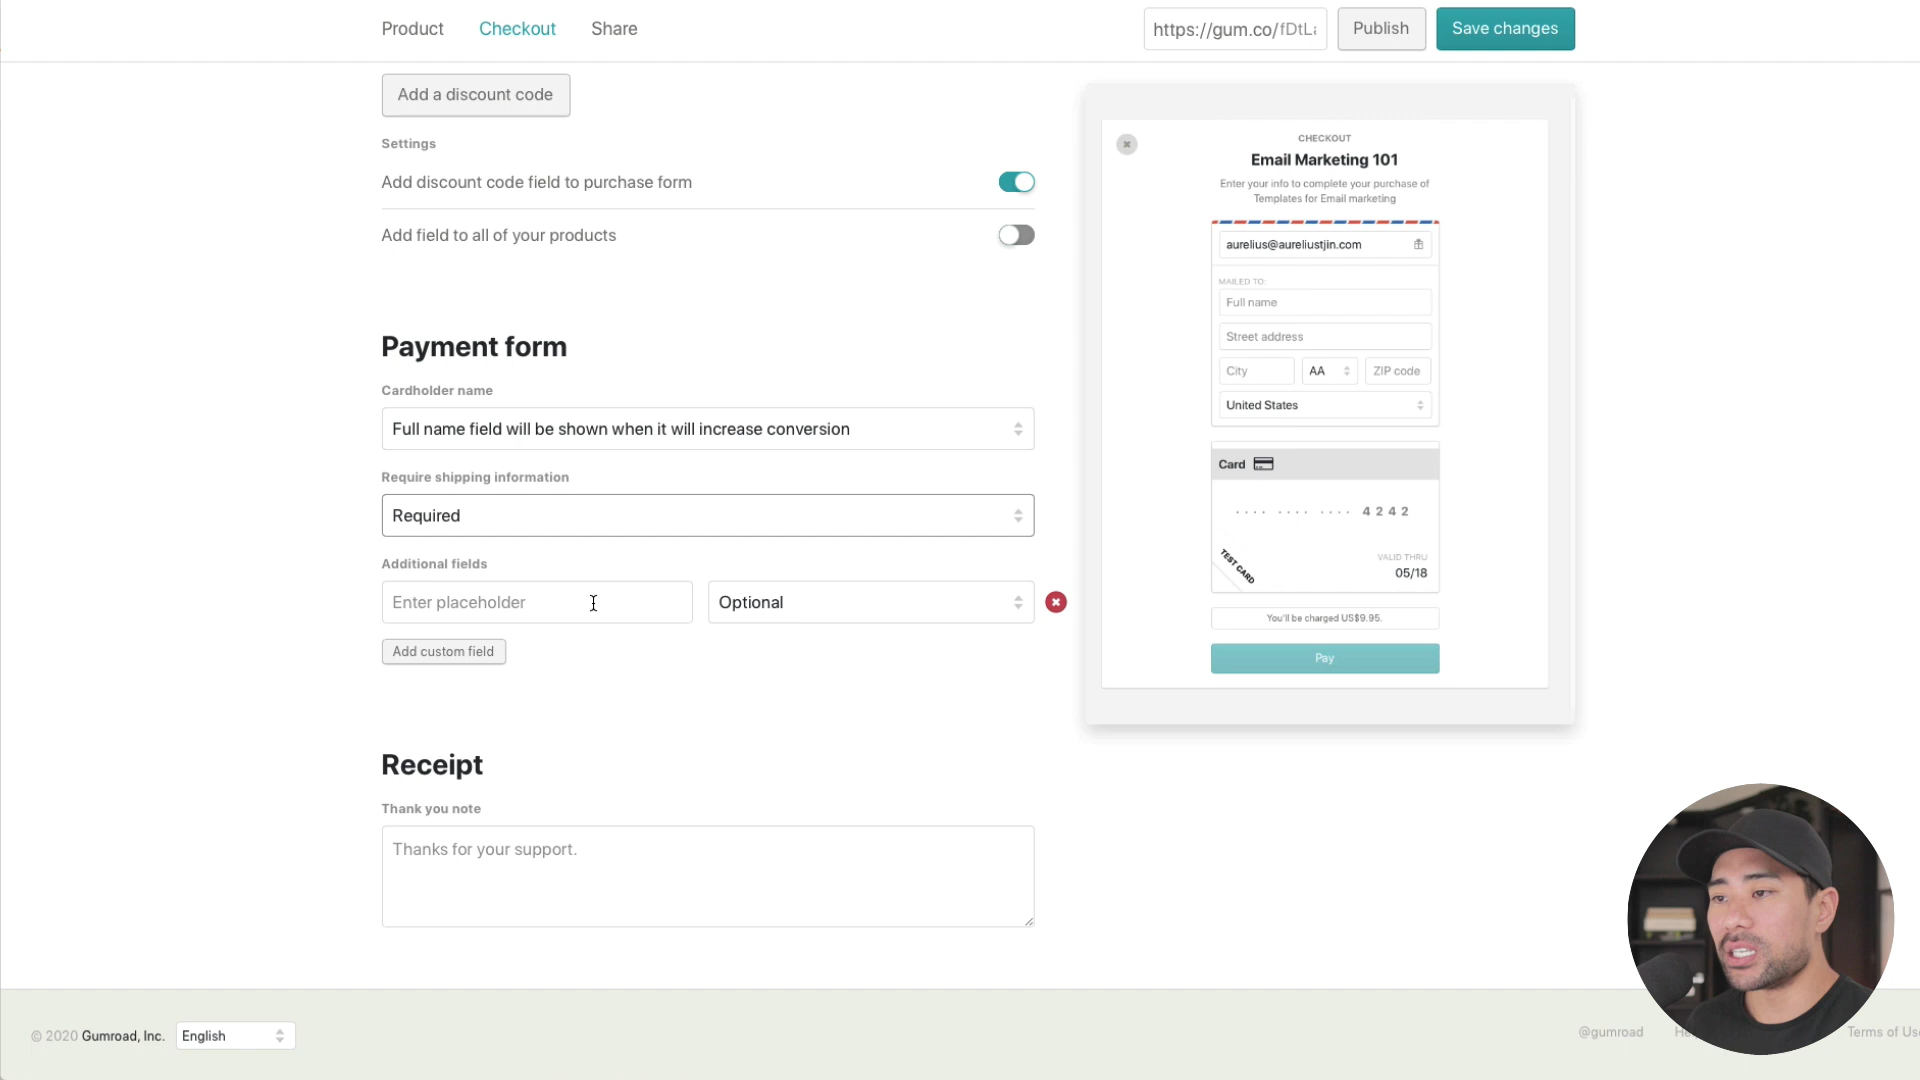 Product
Checkout
Share
https://gum.co/fDtLa
Publish
Save changes
Add a discount code
Settings
Add discount code field to purchase form
Add field to all of your products
Payment form
Cardholder name
Full name field will be shown when it will increase conversion
Require shipping information
Required
Additional fields
Enter placeholder
Optional
Add custom field
Receipt
Thank you note
Thanks for your support.
CHECKOUT
Email Marketing 101
Enter your info to complete your purchase of
Templates for Email marketing
aurelius@aureliustjin.com
MAILED TO:
Full name
Street address
City
AA
ZIP code
United States
Card
.... .... .... 4242
TEST CARD
VALID THRU
05/18
You'll be charged US$9.95.
Pay
© 2020 Gumroad, Inc.
English
@gumroad
Terms of Use